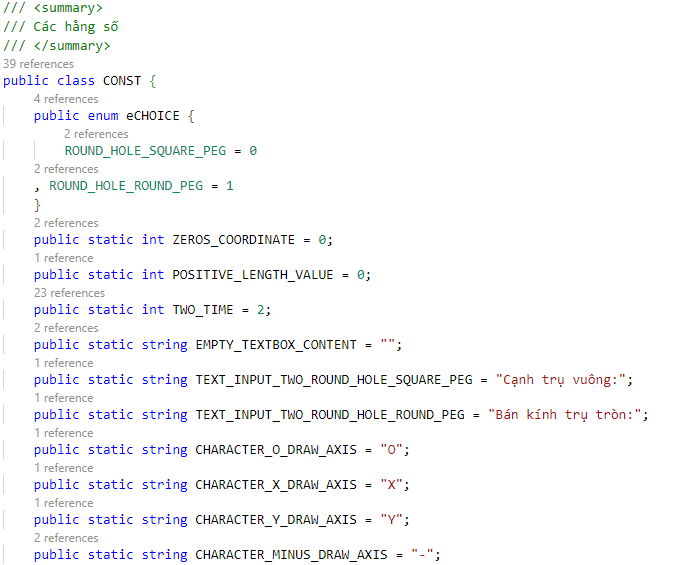 /// <summary>
/// Các hằng số
/// </summary>
39 references
public class CONST {
4 references
public enum eCHOICE {
2 references
ROUND_HOLE_SQUARE_PEG = 0
2 references
, ROUND_HOLE_ROUND_PEG = 1
}
2 references
public static int ZEROS_COORDINATE = 0;
1 reference
public static int POSITIVE_LENGTH_VALUE = 0;
23 references
public static int TWO_TIME = 2;
2 references
public static string EMPTY_TEXTBOX_CONTENT = "";
1 reference
public static string TEXT_INPUT_TWO_ROUND_HOLE_SQUARE_PEG = "Cạnh trụ vuông:";
1 reference
public static string TEXT_INPUT_TWO_ROUND_HOLE_ROUND_PEG = "Bán kính trụ tròn:";
1 reference
public static string CHARACTER_O_DRAW_AXIS = "O";
1 reference
public static string CHARACTER_X_DRAW_AXIS = "X";
1 reference
public static string CHARACTER_Y_DRAW_AXIS = "Y";
2 references
public static string CHARACTER_MINUS_DRAW_AXIS = "-";